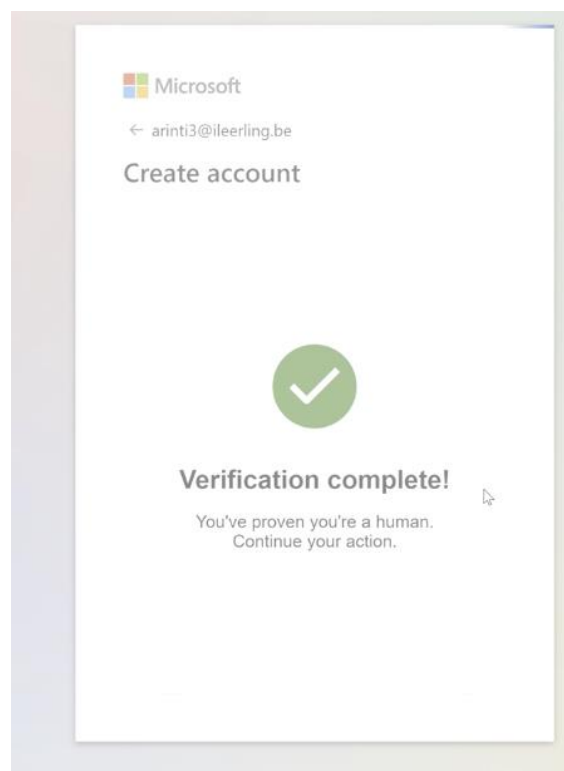 Microsoft
← arinti3@ileerling.be
Create account
Verification complete!
You've proven you're a human.
Continue your action.